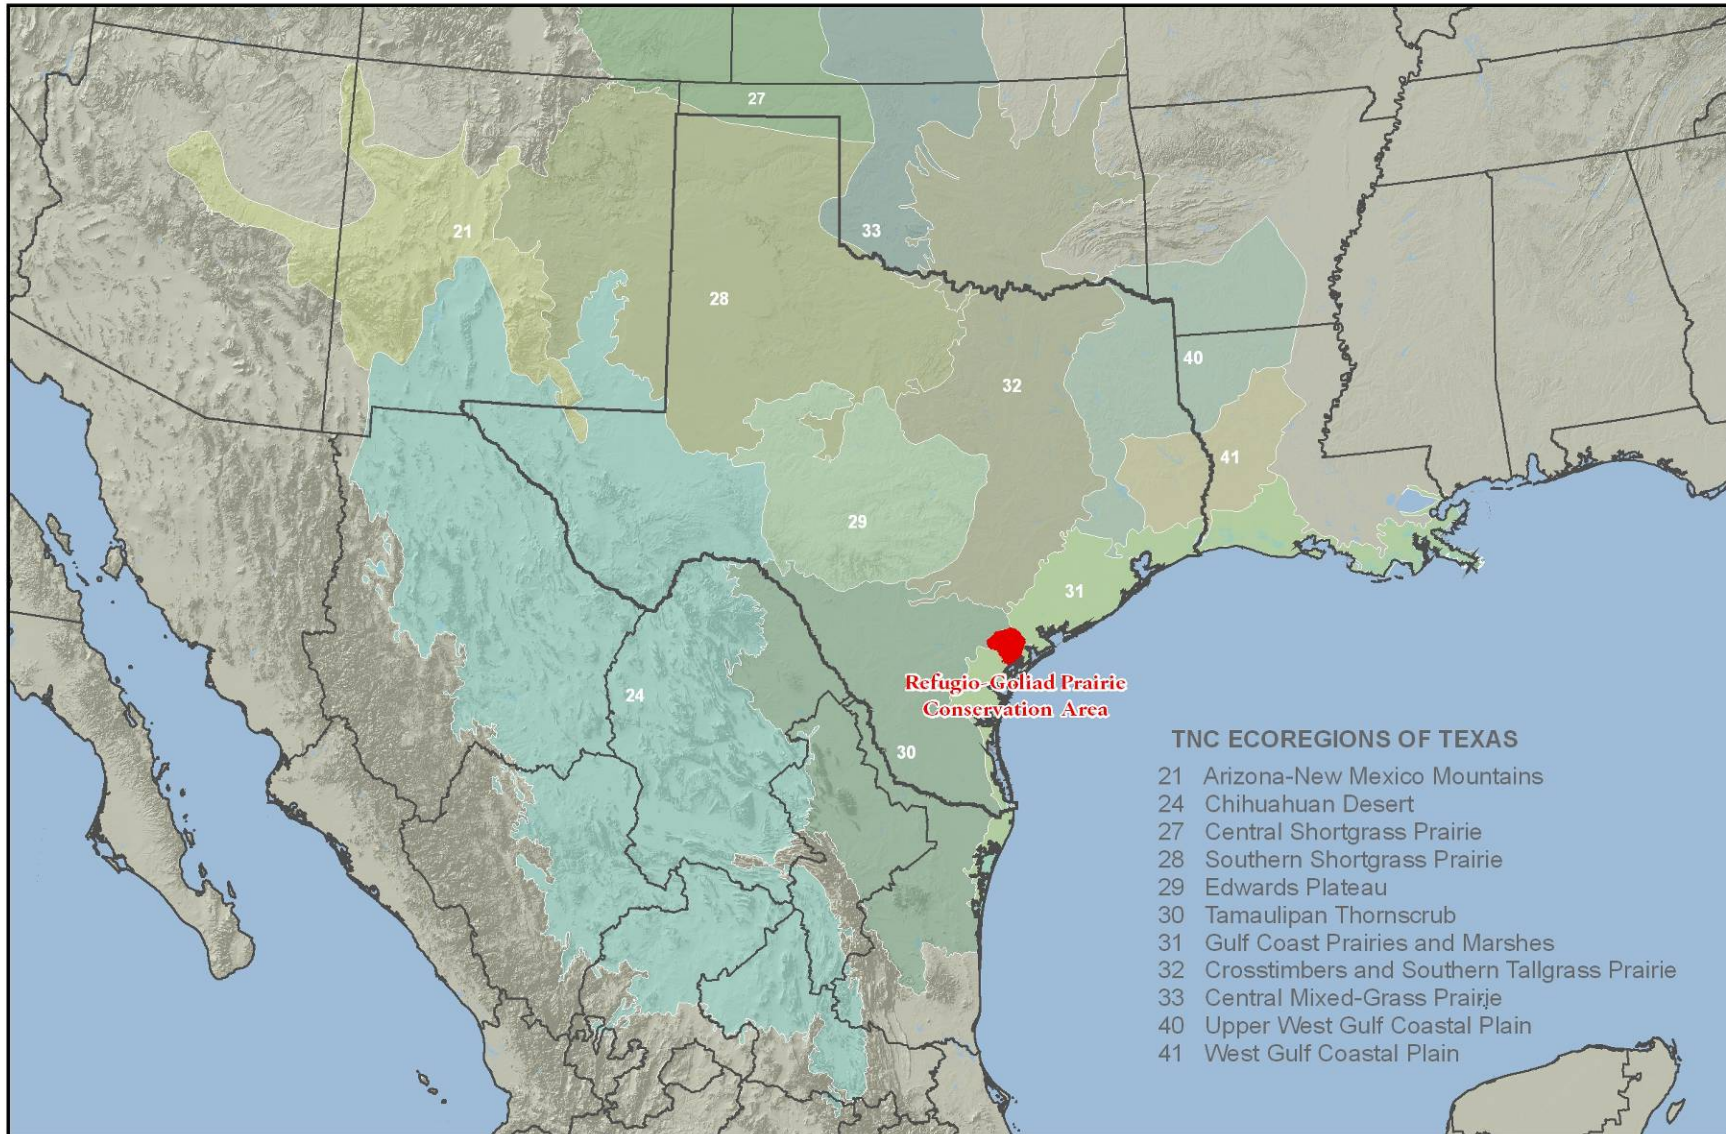 27
21
33
28
40
32
41
29
31
Refugio-Goliad Prairie
Conservation Area
24
30
TNC ECOREGIONS OF TEXAS
21 Arizona-New Mexico Mountains
24 Chihuahuan Desert
27 Central Shortgrass Prairie
28 Southern Shortgrass Prairie
29 Edwards Plateau
30 Tamaulipan Thornscrub
31 Gulf Coast Prairies and Marshes
32 Crosstimbers and Southern Tallgrass Prairie
33 Central Mixed-Grass Prairie
40 Upper West Gulf Coastal Plain
41 West Gulf Coastal Plain